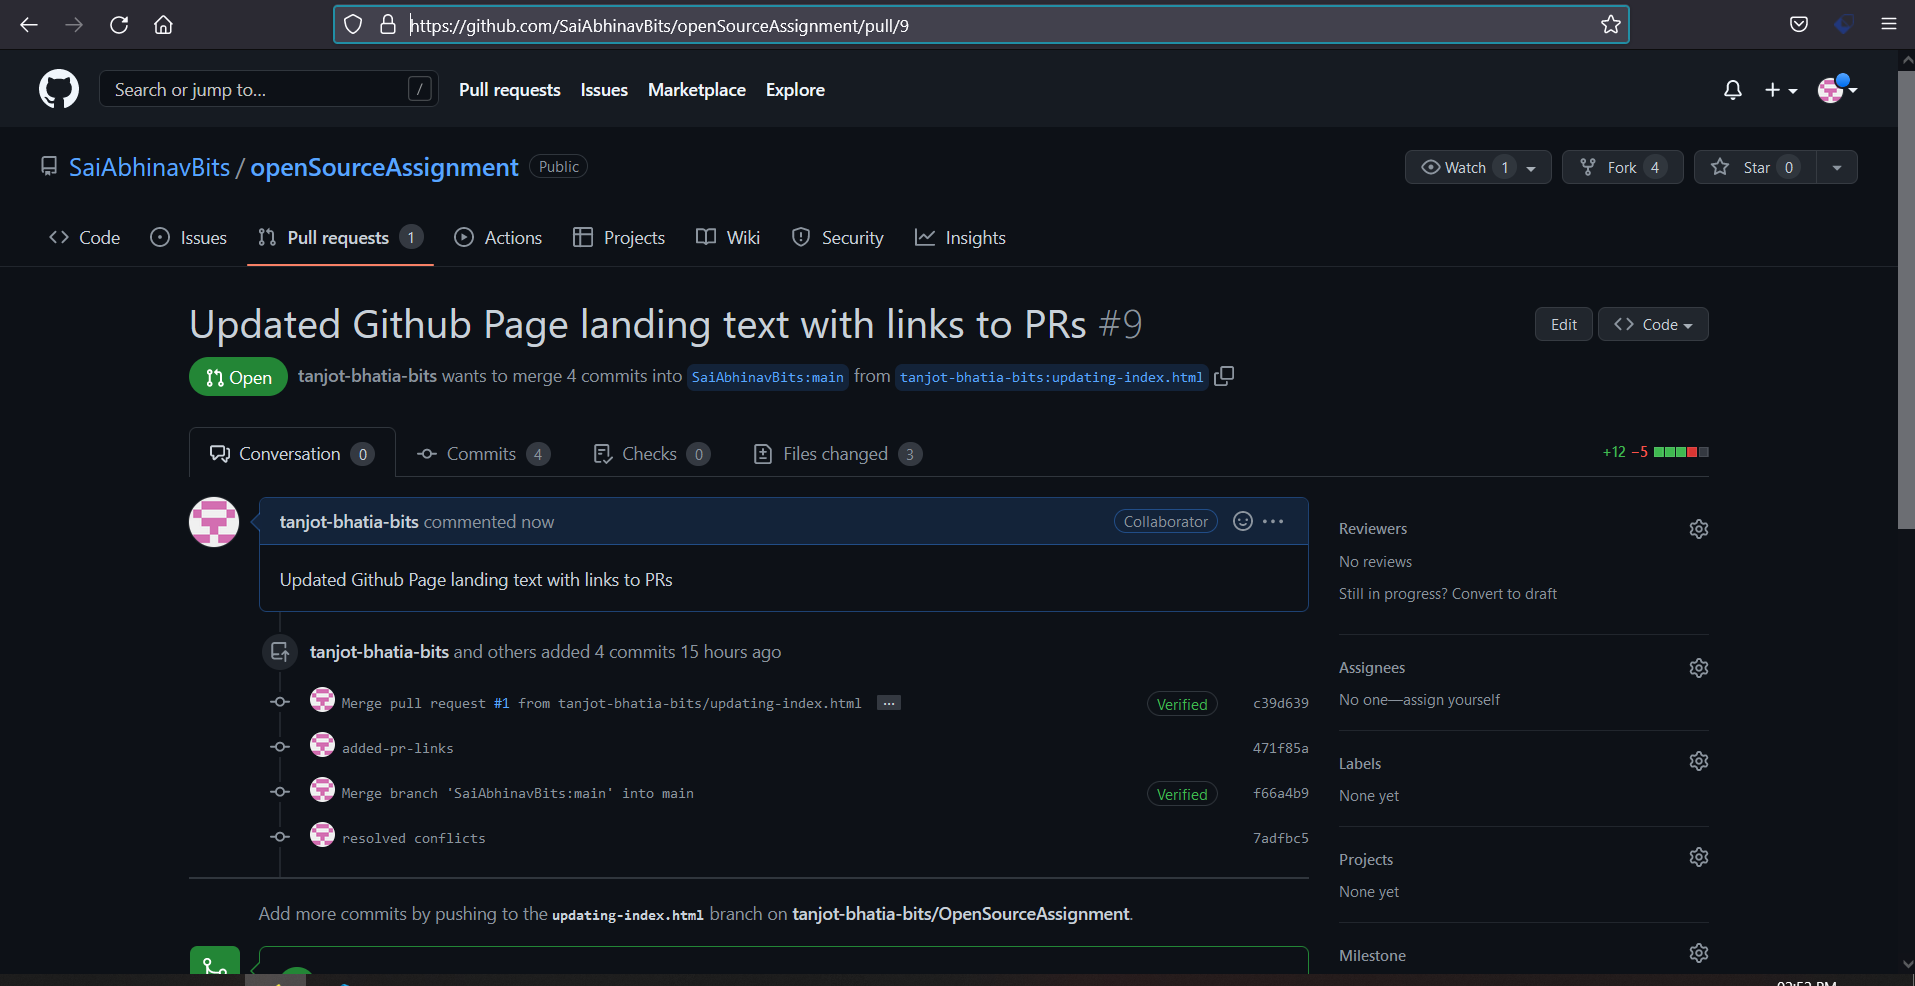 https://github.com/SaiAbhinavBits/openSourceAssignment/pull/9
Search or jump to... /
Pull requests Issues Marketplace Explore
SaiAbhinavBits / openSourceAssignment Public
Watch 1 Fork 4 Star 0
Code Issues Pull requests 1 Actions Projects Wiki Security Insights
Updated Github Page landing text with links to PRs #9
Edit Code
Open tanjot-bhatia-bits wants to merge 4 commits into SaiAbhinavBits:main from tanjot-bhatia-bits:updating-index.html
Conversation 0 Commits 4 Checks 0 Files changed 3
+12 −5
tanjot-bhatia-bits commented now Collaborator
Updated Github Page landing text with links to PRs
tanjot-bhatia-bits and others added 4 commits 15 hours ago
Merge pull request #1 from tanjot-bhatia-bits/updating-index.html ... Verified c39d639
added-pr-links 471f85a
Merge branch 'SaiAbhinavBits:main' into main Verified f66a4b9
resolved conflicts 7adfbc5
Add more commits by pushing to the updating-index.html branch on tanjot-bhatia-bits/OpenSourceAssignment.
Reviewers
No reviews
Still in progress? Convert to draft
Assignees
No one—assign yourself
Labels
None yet
Projects
None yet
Milestone